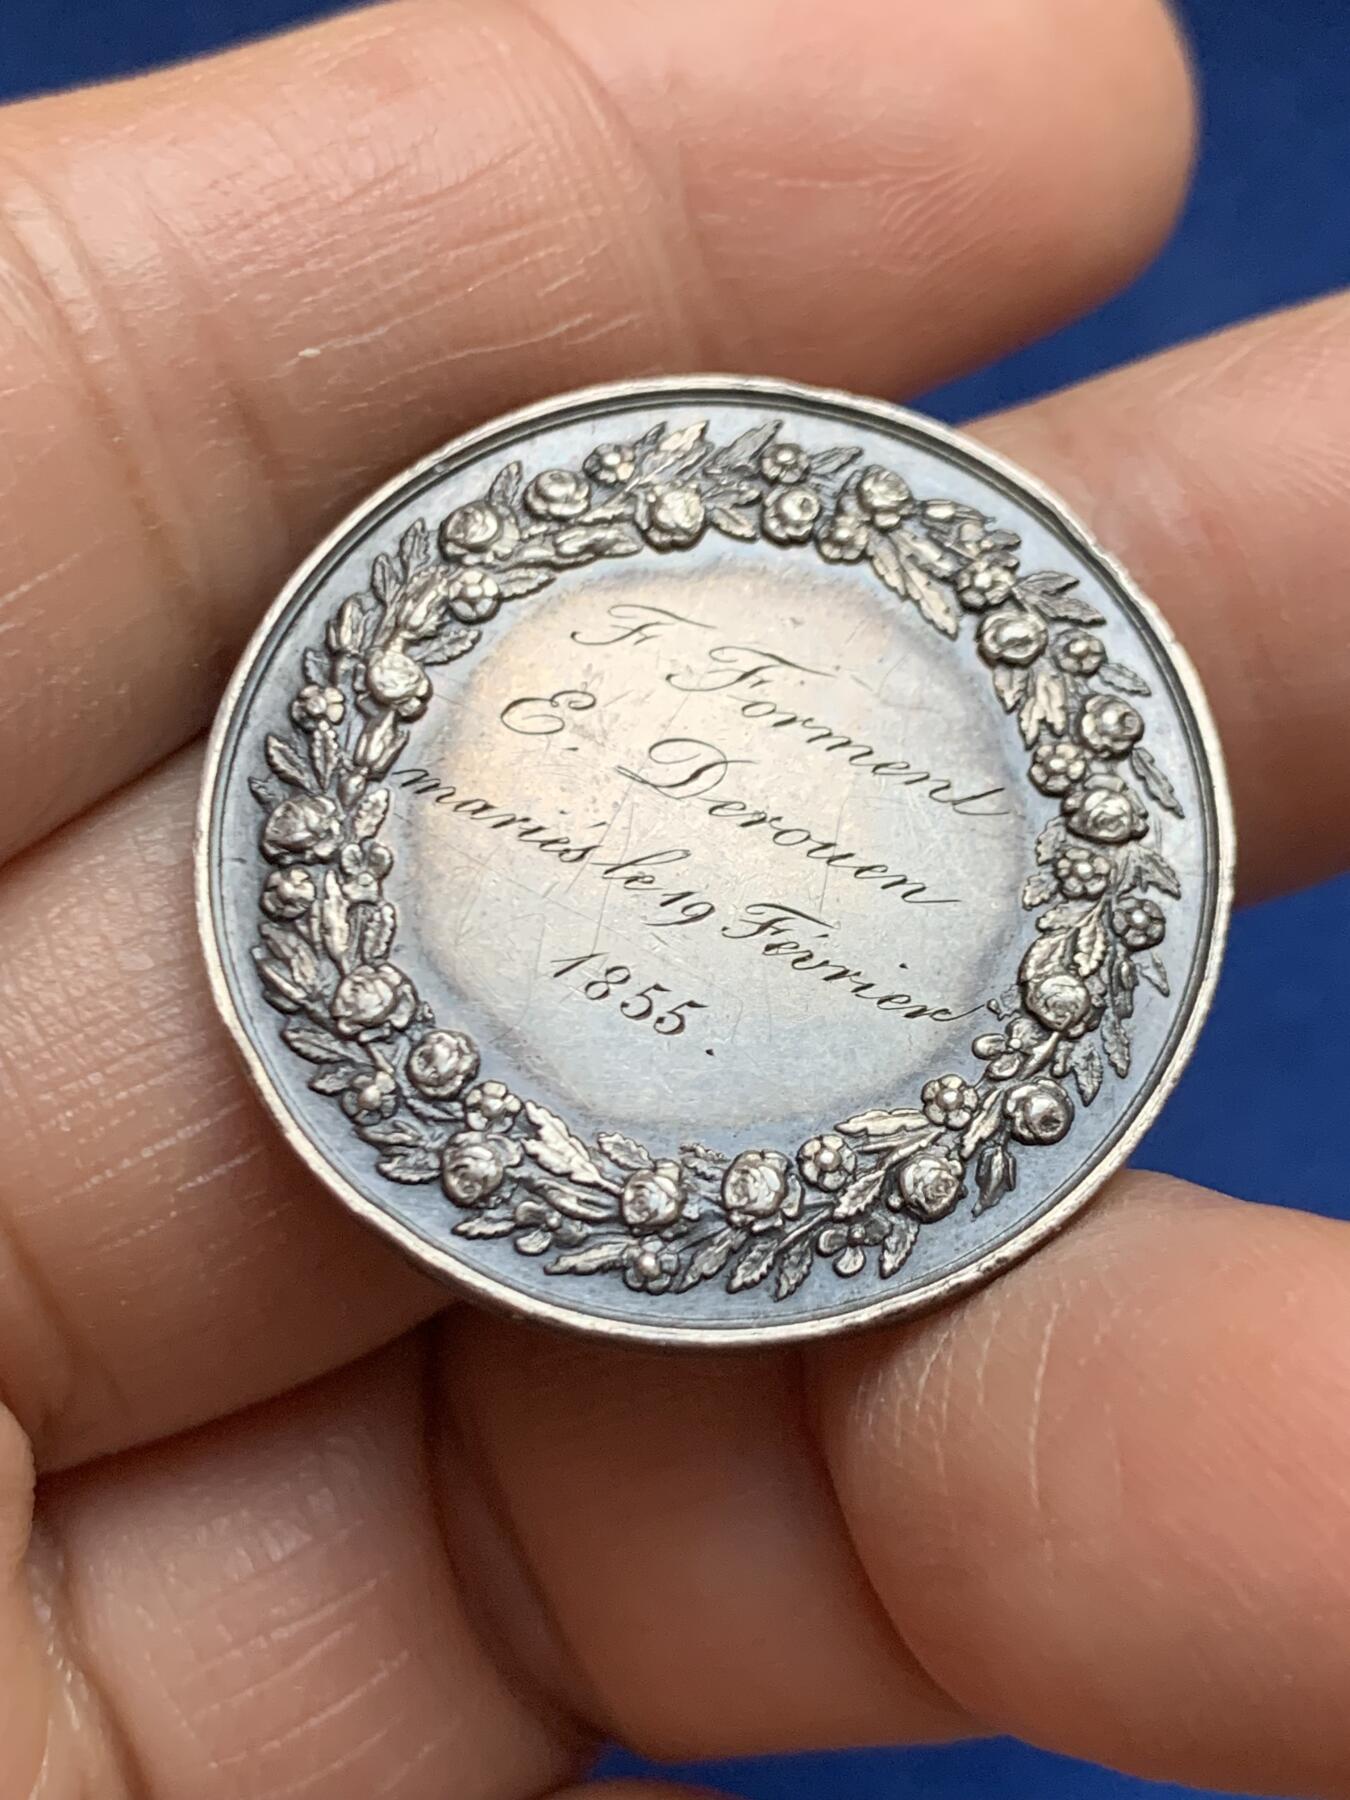 F. Forment
E. Derouen
mariés le 19 Février
1855.